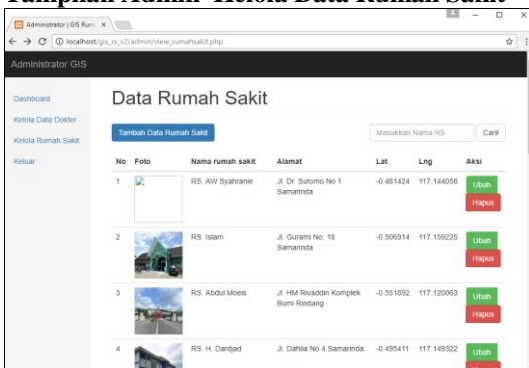 Tampilan Admin Kelola Data Rumah Sakit
Administrator | GIS Rum
localhost/gis_rs_v2/admin/view_rumahsakit.php
Administrator GIS
Dashboard
Kelola Data Dokter
Kelola Rumah Sakit
Keluar
Data Rumah Sakit
Tambah Data Rumah Sakit
Masukkan Nama RS
Cari!
No Foto Nama rumah sakit Alamat Lat Lng Aksi
1 RS. AW Syahranie Jl. Dr. Sutomo No 1 Samarinda -0.481424 117.144056 Ubah Hapus
2 RS. Islam Jl. Gurami No. 18 Samarinda -0.506914 117.159225 Ubah Hapus
3 RS. Abdul Moeis Jl. HM Rivaddin Komplek Bumi Rindang -0.551892 117.120063 Ubah Hapus
4 RS. H. Dardjad Jl. Dahlia No 4 Samarinda -0.495411 117.149322 Ubah